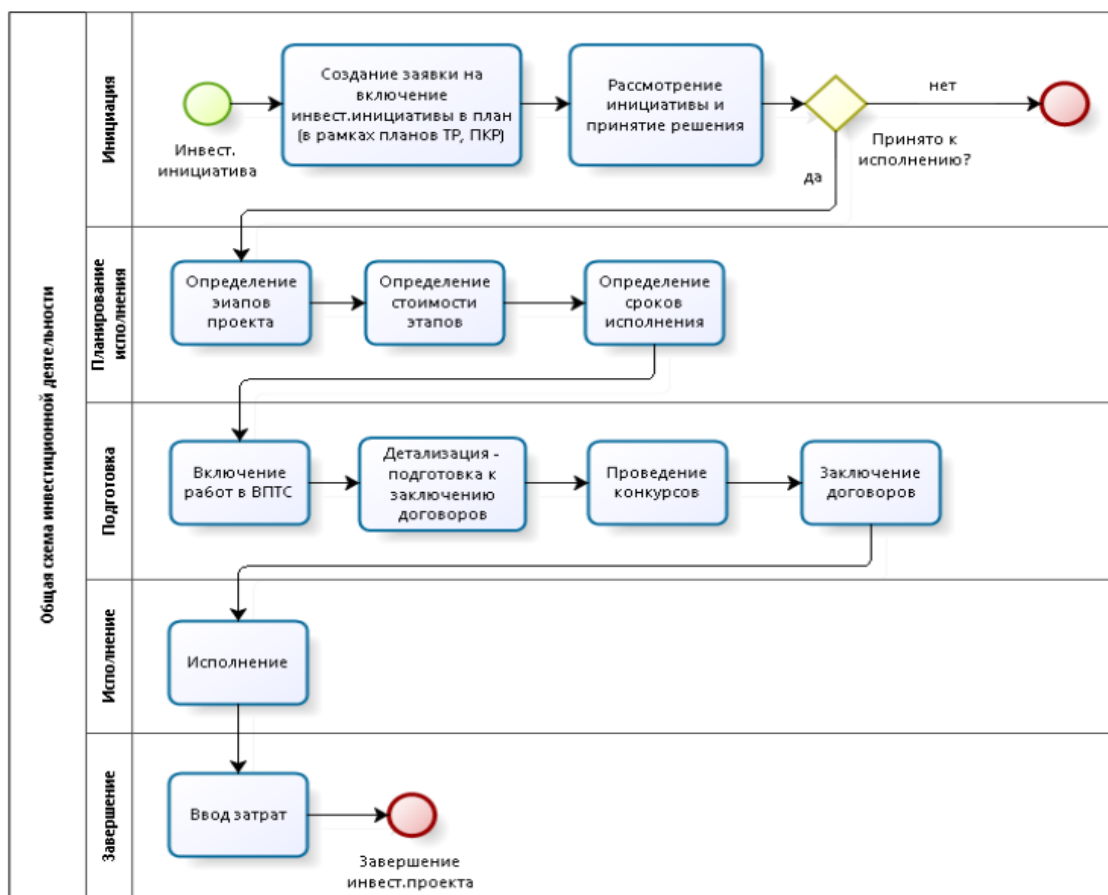 Общая схема инвестиционной деятельности
Инициация
Инвест.
инициатива
Создание заявки на
включение
инвест.инициативы в план
(в рамках планов ТР, ПКР)
Рассмотрение
инициативы и
принятие решения
нет
Принято к
исполнению?
да
Планирование
исполнения
Определение
эиапов
проекта
Определение
стоимости
этапов
Определение
сроков
исполнения
Подготовка
Включение
работ в ВПТС
Детализация -
подготовка к
заключению
договоров
Проведение
конкурсов
Заключение
договоров
Исполнение
Исполнение
Завершение
Ввод затрат
Завершение
инвест.проекта